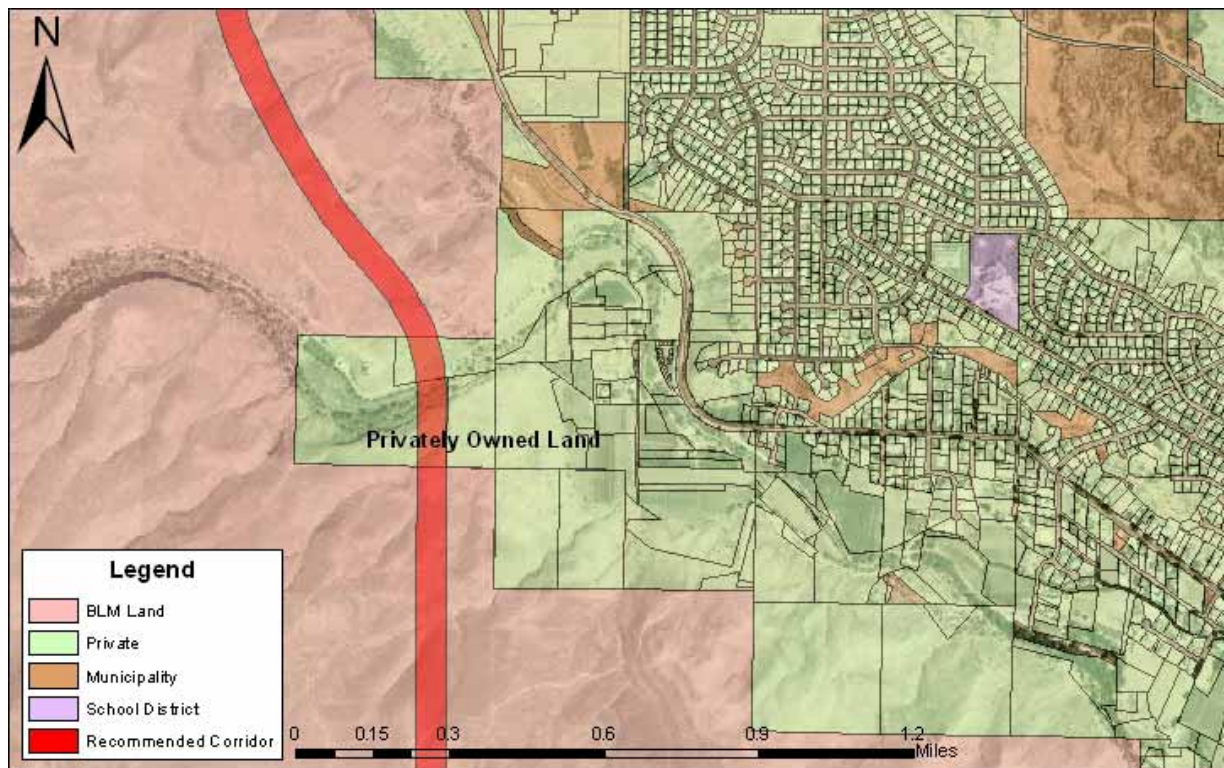 N
Privately Owned Land
Legend
BLM Land
Private
Municipality
School District
Recommended Corridor
0 0.15 0.3 0.6 0.9 1.2
Miles